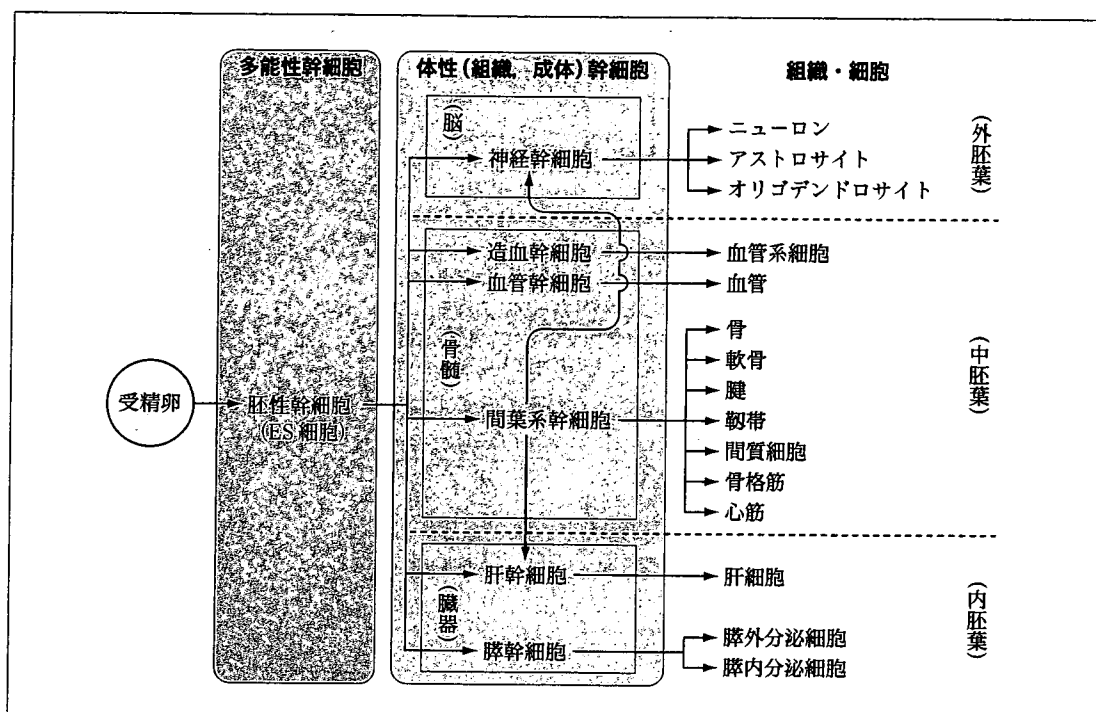 多能性幹細胞
体性(組織,成体)幹細胞
組織・細胞
(脳)
神経幹細胞
ニューロン
アストロサイト
オリゴデンドロサイト
(外胚葉)
(骨髄)
造血幹細胞
血管系細胞
血管幹細胞
血管
受精卵
胚性幹細胞
(ES細胞)
間葉系幹細胞
骨
軟骨
腱
靱帯
間質細胞
骨格筋
心筋
(中胚葉)
(臓器)
肝幹細胞
肝細胞
膵幹細胞
膵外分泌細胞
膵内分泌細胞
(内胚葉)